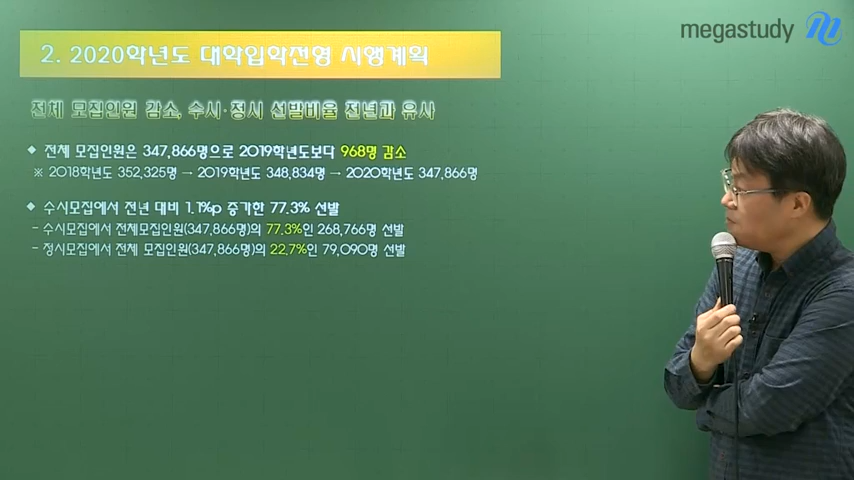 megastudy
2. 2020학년도 대학입학전영 시행계획
전체 모집인원 감소, 수시·정시 선발비율 전년과 유사
◆ 전체 모집인원은 347,866명으로 2019학년도보다 968명 감소
※ 2018학년도 352,325명 → 2019학년도 348,834명 → 2020학년도 347,866명
◆ 수시모집에서 전년 대비 1.1%p 증가한 77.3% 선발
- 수시모집에서 전체모집인원(347,866명)의 77.3%인 268,766명 선발
- 정시모집에서 전체 모집인원(347,866명)의 22.7%인 79,090명 선발